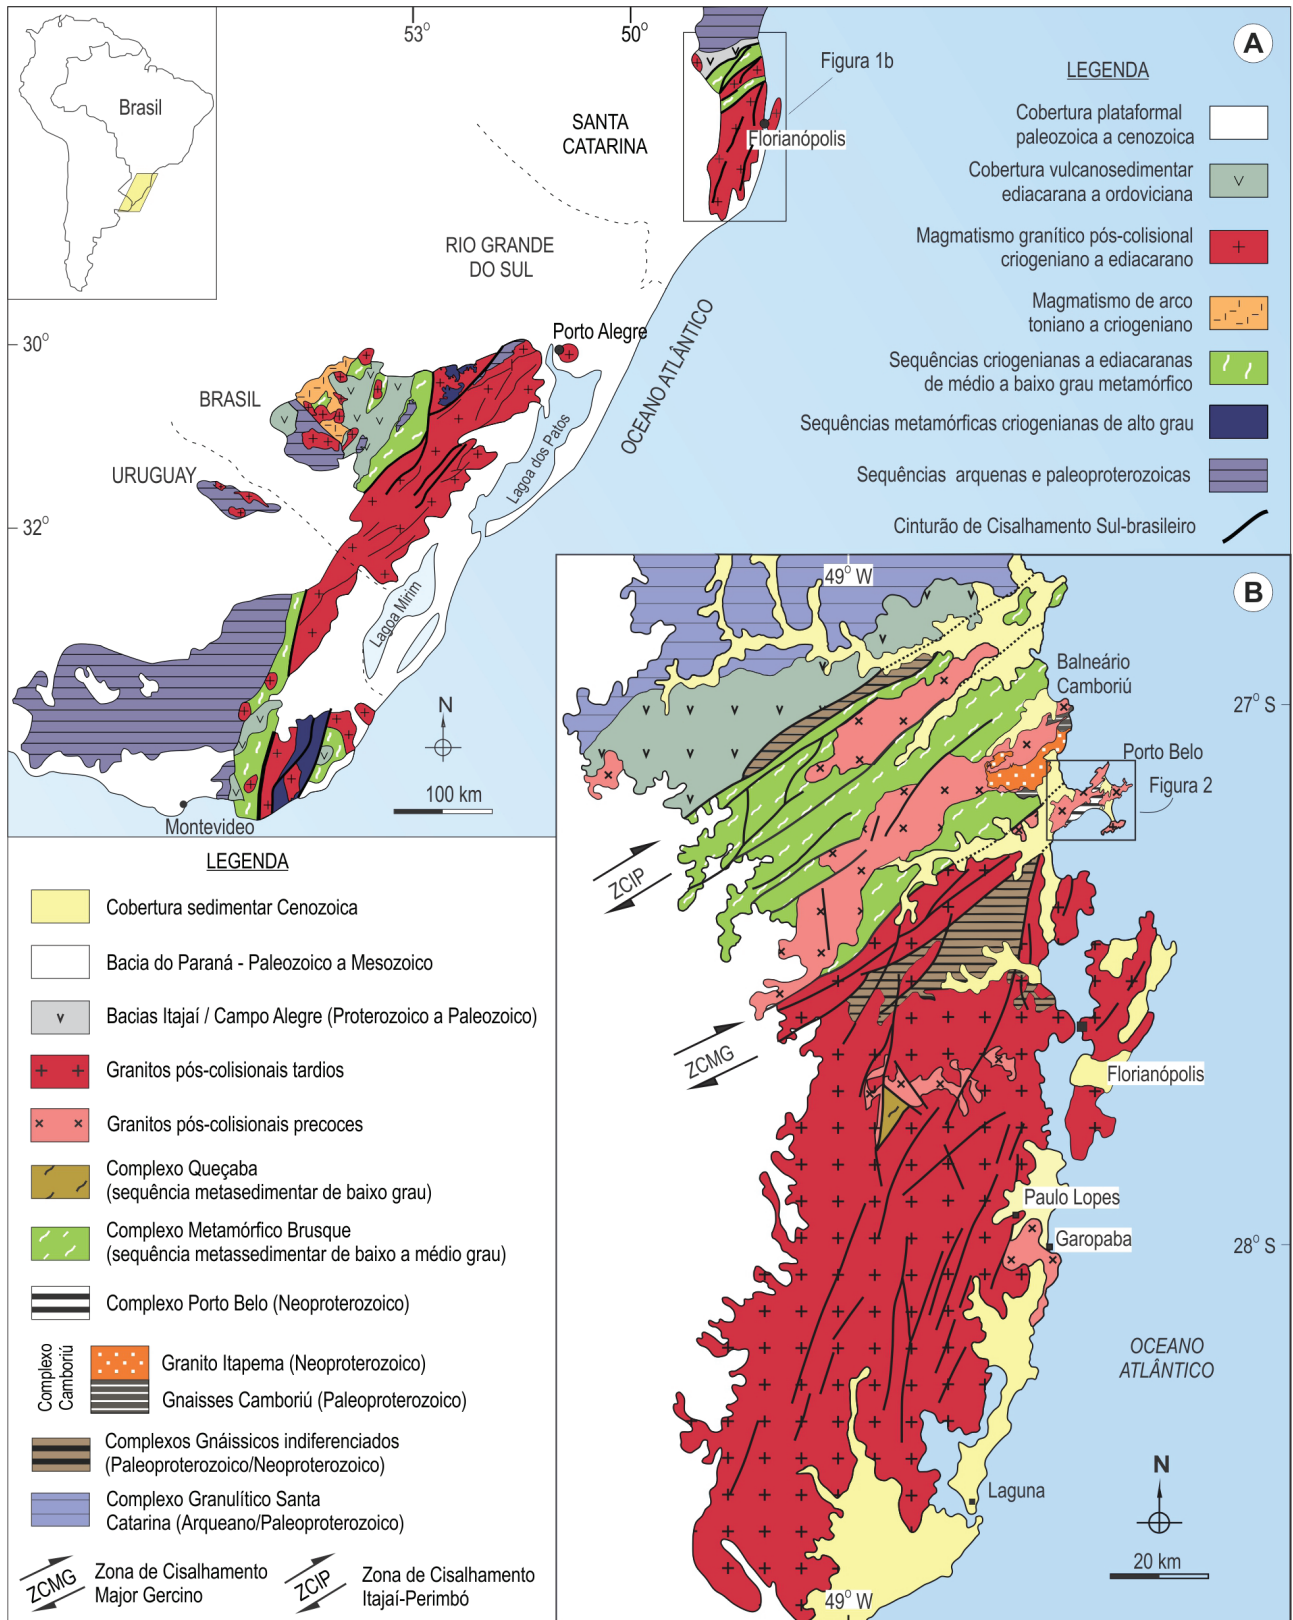 53°
50°
A
Brasil
Figura 1b
SANTA
CATARINA
Florianópolis
RIO GRANDE
DO SUL
OCEANO ATLÂNTICO
30°
Porto Alegre
BRASIL
Lagoa dos Patos
URUGUAY
32°
Lagoa Mirim
N
100 km
Montevideo
LEGENDA
Cobertura plataformal
paleozoica a cenozoica
Cobertura vulcanosedimentar
ediacarana a ordoviciana
Magmatismo granítico pós-colisional
criogeniano a ediacarano
Magmatismo de arco
toniano a criogeniano
Sequências criogenianas a ediacaranas
de médio a baixo grau metamórfico
Sequências metamórficas criogenianas de alto grau
Sequências arquenas e paleoproterozoicas
Cinturão de Cisalhamento Sul-brasileiro
B
49° W
Balneário
Camboriú
27° S
Porto Belo
Figura 2
ZCIP
ZCMG
Florianópolis
Paulo Lopes
Garopaba
28° S
OCEANO
ATLÂNTICO
Laguna
N
20 km
49° W
LEGENDA
Cobertura sedimentar Cenozoica
Bacia do Paraná - Paleozoico a Mesozoico
Bacias Itajaí / Campo Alegre (Proterozoico a Paleozoico)
Granitos pós-colisionais tardios
Granitos pós-colisionais precoces
Complexo Queçaba
(sequência metasedimentar de baixo grau)
Complexo Metamórfico Brusque
(sequência metassedimentar de baixo a médio grau)
Complexo Porto Belo (Neoproterozoico)
Complexo
Camboriú
Granito Itapema (Neoproterozoico)
Gnaisses Camboriú (Paleoproterozoico)
Complexos Gnáissicos indiferenciados
(Paleoproterozoico/Neoproterozoico)
Complexo Granulítico Santa
Catarina (Arqueano/Paleoproterozoico)
ZCMG
Zona de Cisalhamento
Major Gercino
ZCIP
Zona de Cisalhamento
Itajaí-Perimbó